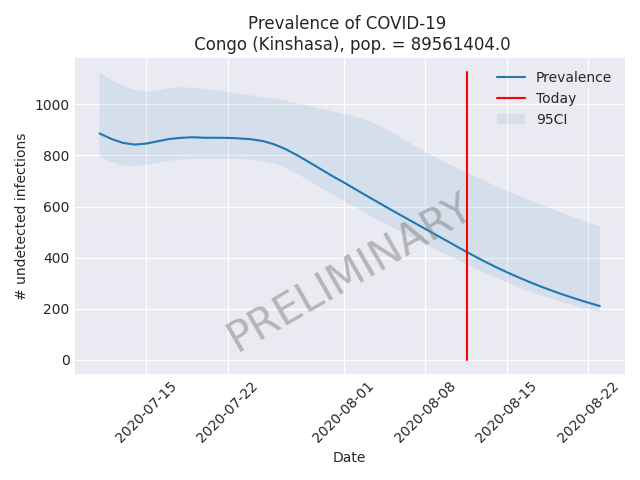 Prevalence of COVID-19
Congo (Kinshasa), pop. = 89561404.0
Prevalence
Today
95CI
1000
800
600
400
200
0
# undetected infections
PRELIMINARY
2020-07-15
2020-07-22
2020-08-01
2020-08-08
2020-08-15
2020-08-22
Date